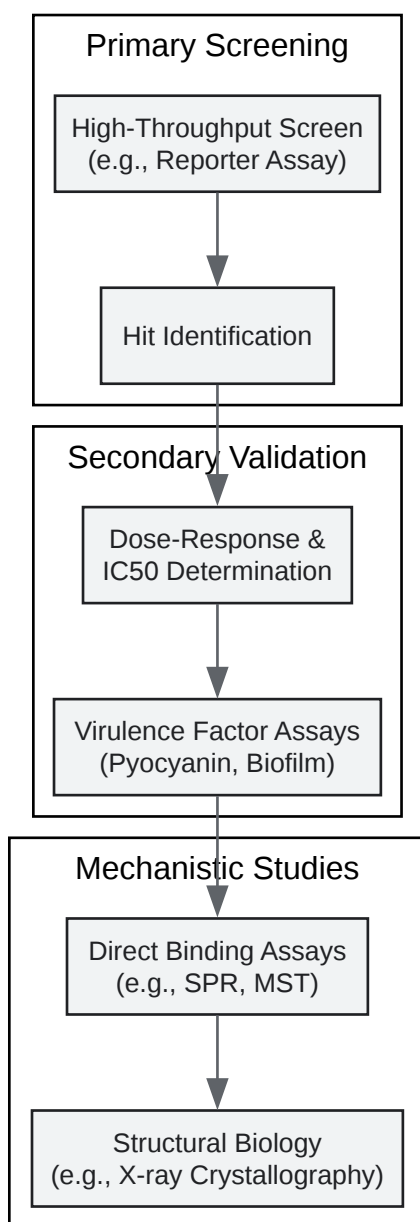 Primary Screening
High-Throughput Screen
(e.g., Reporter Assay)
Hit Identification
Secondary Validation
Dose-Response &
IC50 Determination
Virulence Factor Assays
(Pyocyanin, Biofilm)
Mechanistic Studies
Direct Binding Assays
(e.g., SPR, MST)
Structural Biology
(e.g., X-ray Crystallography)